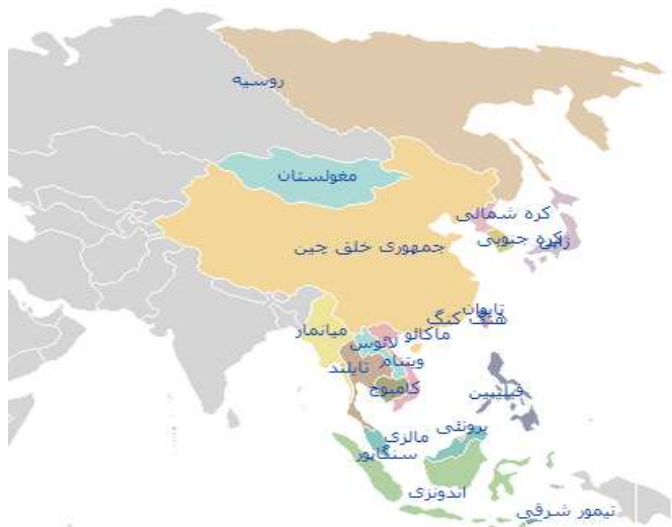 روسیه
مغولستان
کره شمالی
ژاپن
کره جنوبی
جمهوری خلق چین
تایوان
هنگ کنگ
ماکائو
میانمار
لائوس
ویتنام
تایلند
کامبوج
فیلیپین
برونئی
مالزی
سنگاپور
اندونزی
تیمور شرقی